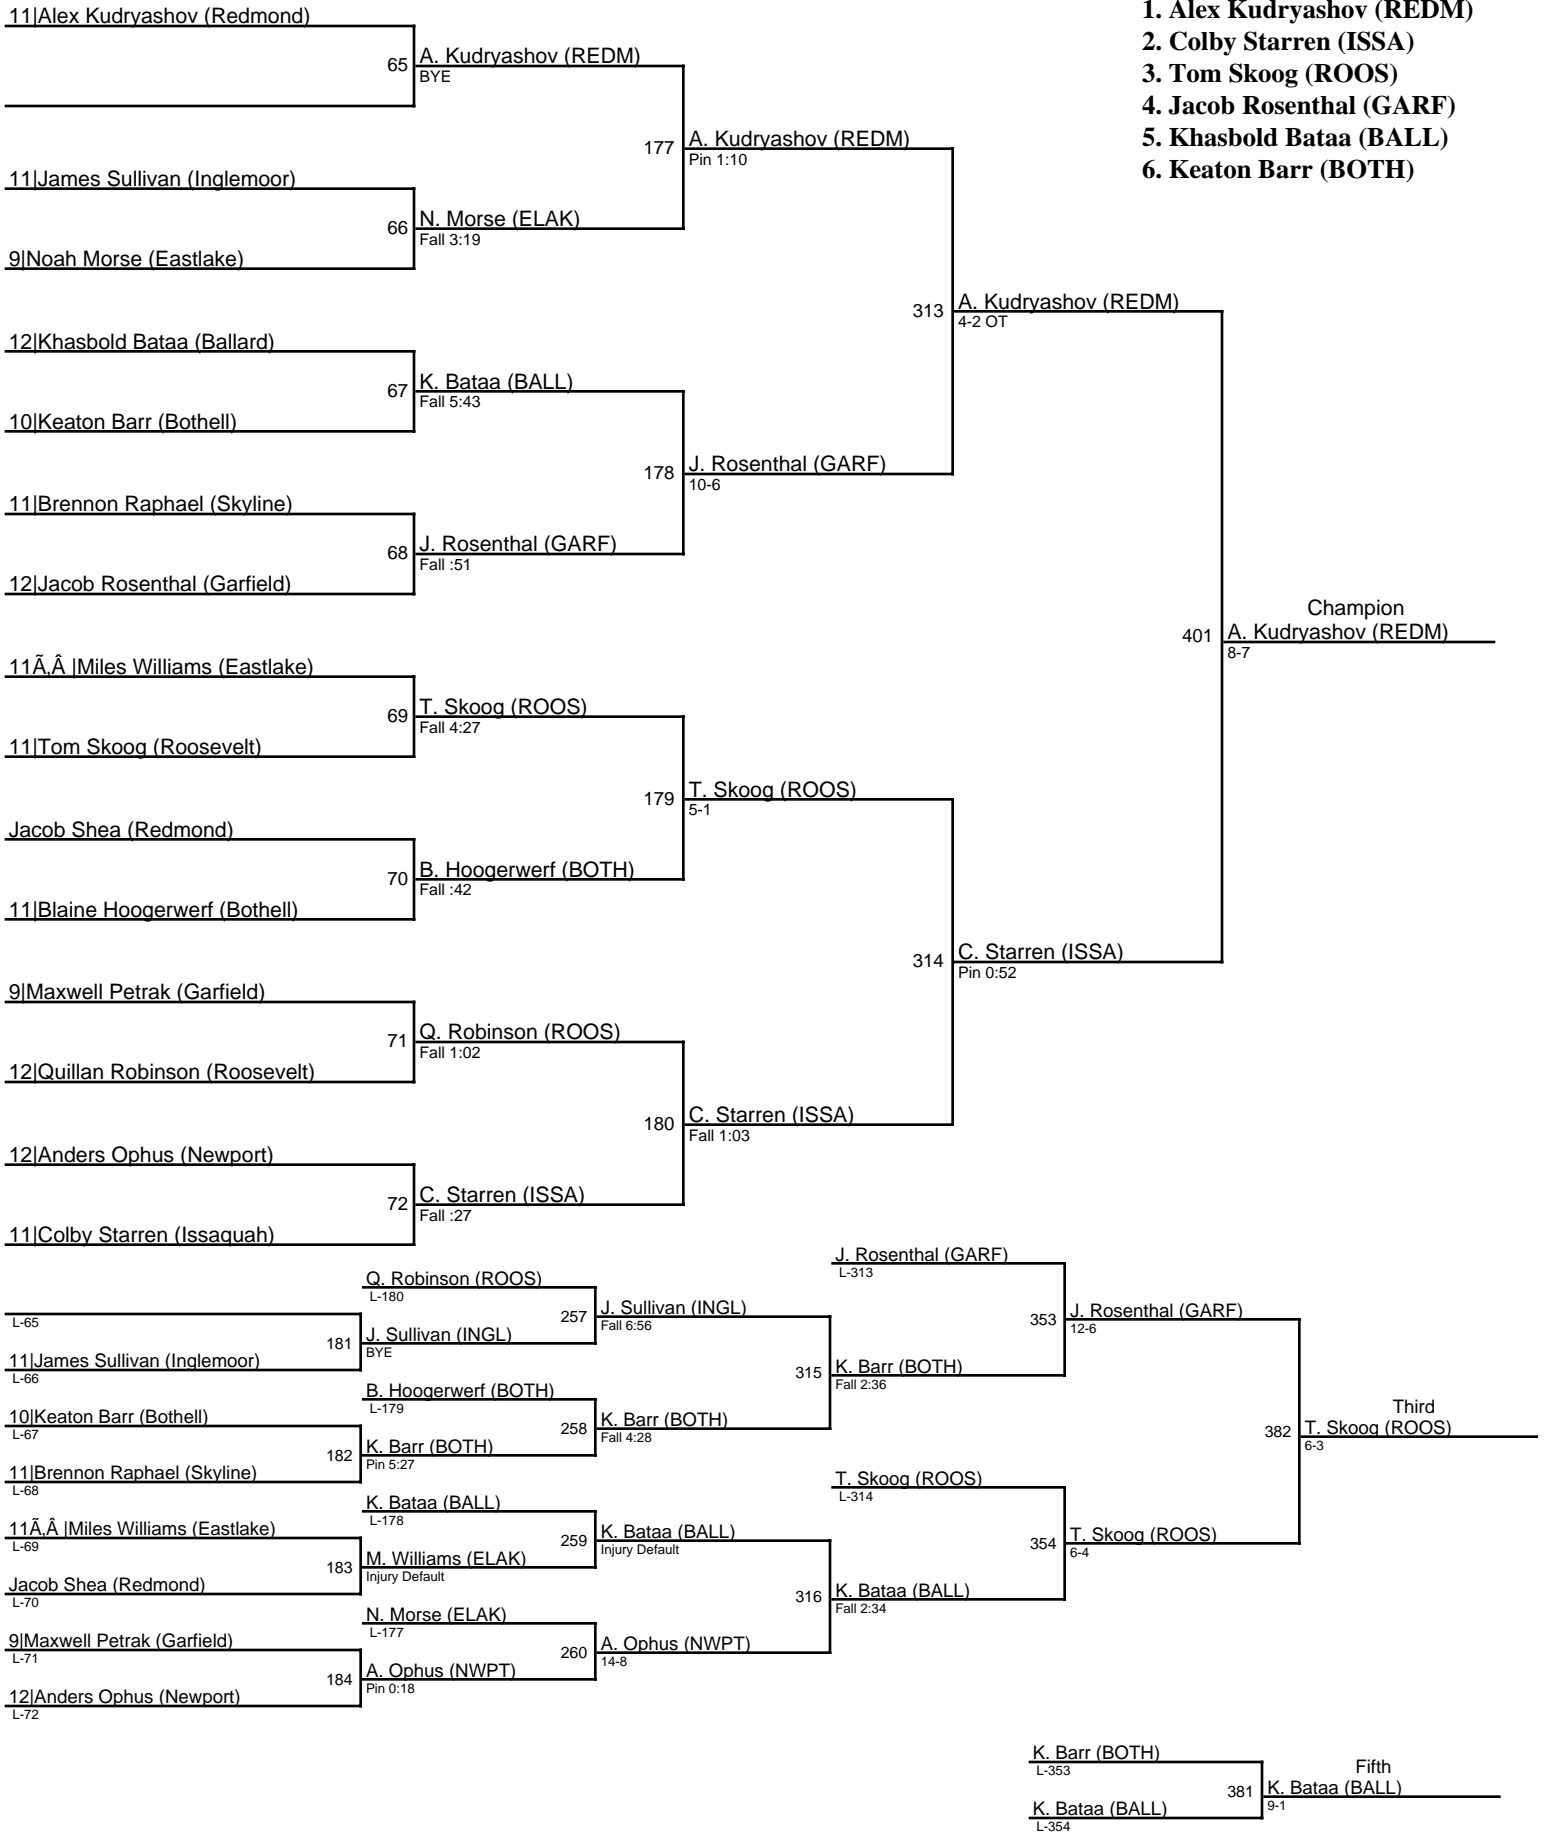 11|Alex Kudryashov (Redmond)
65
A. Kudryashov (REDM)
BYE
11|James Sullivan (Inglemoor)
9|Noah Morse (Eastlake)
66
N. Morse (ELAK)
Fall 3:19
177
A. Kudryashov (REDM)
Pin 1:10
12|Khasbold Bataa (Ballard)
10|Keaton Barr (Bothell)
67
K. Bataa (BALL)
Fall 5:43
11|Brennon Raphael (Skyline)
12|Jacob Rosenthal (Garfield)
68
J. Rosenthal (GARF)
Fall :51
178
J. Rosenthal (GARF)
10-6
313
A. Kudryashov (REDM)
4-2 OT
11Ã,Â |Miles Williams (Eastlake)
11|Tom Skoog (Roosevelt)
69
T. Skoog (ROOS)
Fall 4:27
Jacob Shea (Redmond)
11|Blaine Hoogerwerf (Bothell)
70
B. Hoogerwerf (BOTH)
Fall :42
179
T. Skoog (ROOS)
5-1
9|Maxwell Petrak (Garfield)
12|Quillan Robinson (Roosevelt)
71
Q. Robinson (ROOS)
Fall 1:02
12|Anders Ophus (Newport)
11|Colby Starren (Issaquah)
72
C. Starren (ISSA)
Fall :27
180
C. Starren (ISSA)
Fall 1:03
314
C. Starren (ISSA)
Pin 0:52
401
Champion
A. Kudryashov (REDM)
8-7
1. Alex Kudryashov (REDM)
2. Colby Starren (ISSA)
3. Tom Skoog (ROOS)
4. Jacob Rosenthal (GARF)
5. Khasbold Bataa (BALL)
6. Keaton Barr (BOTH)
L-65
11|James Sullivan (Inglemoor)
L-66
181
Q. Robinson (ROOS)
L-180
J. Sullivan (INGL)
BYE
257
J. Sullivan (INGL)
Fall 6:56
10|Keaton Barr (Bothell)
L-67
11|Brennon Raphael (Skyline)
L-68
182
B. Hoogerwerf (BOTH)
L-179
K. Barr (BOTH)
Pin 5:27
258
K. Barr (BOTH)
Fall 4:28
315
K. Barr (BOTH)
Fall 2:36
J. Rosenthal (GARF)
L-313
353
J. Rosenthal (GARF)
12-6
11Ã,Â |Miles Williams (Eastlake)
L-69
Jacob Shea (Redmond)
L-70
183
K. Bataa (BALL)
L-178
M. Williams (ELAK)
Injury Default
259
K. Bataa (BALL)
Injury Default
9|Maxwell Petrak (Garfield)
L-71
12|Anders Ophus (Newport)
L-72
184
N. Morse (ELAK)
L-177
A. Ophus (NWPT)
Pin 0:18
260
A. Ophus (NWPT)
14-8
316
K. Bataa (BALL)
Fall 2:34
T. Skoog (ROOS)
L-314
354
T. Skoog (ROOS)
6-4
382
Third
T. Skoog (ROOS)
6-3
K. Barr (BOTH)
L-353
K. Bataa (BALL)
L-354
381
Fifth
K. Bataa (BALL)
9-1